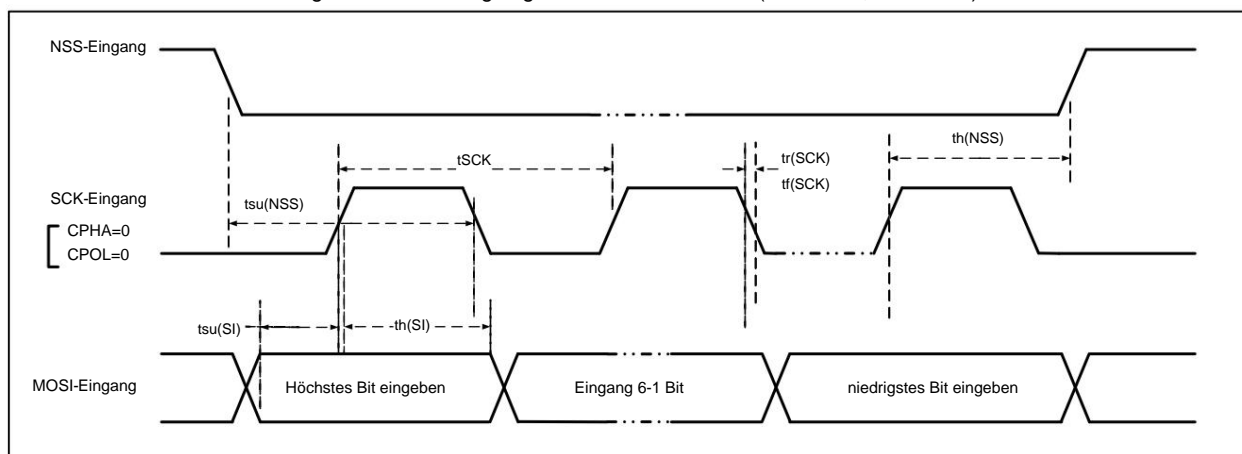 NSS-Eingang
th(NSS)
tSCK
tr(SCK)
tf(SCK)
SCK-Eingang
tsu(NSS)
CPHA=0
CPOL=0
tsu(SI)
th(SI)
MOSI-Eingang
Höchstes Bit eingeben
Eingang 6-1 Bit
niedrigstes Bit eingeben